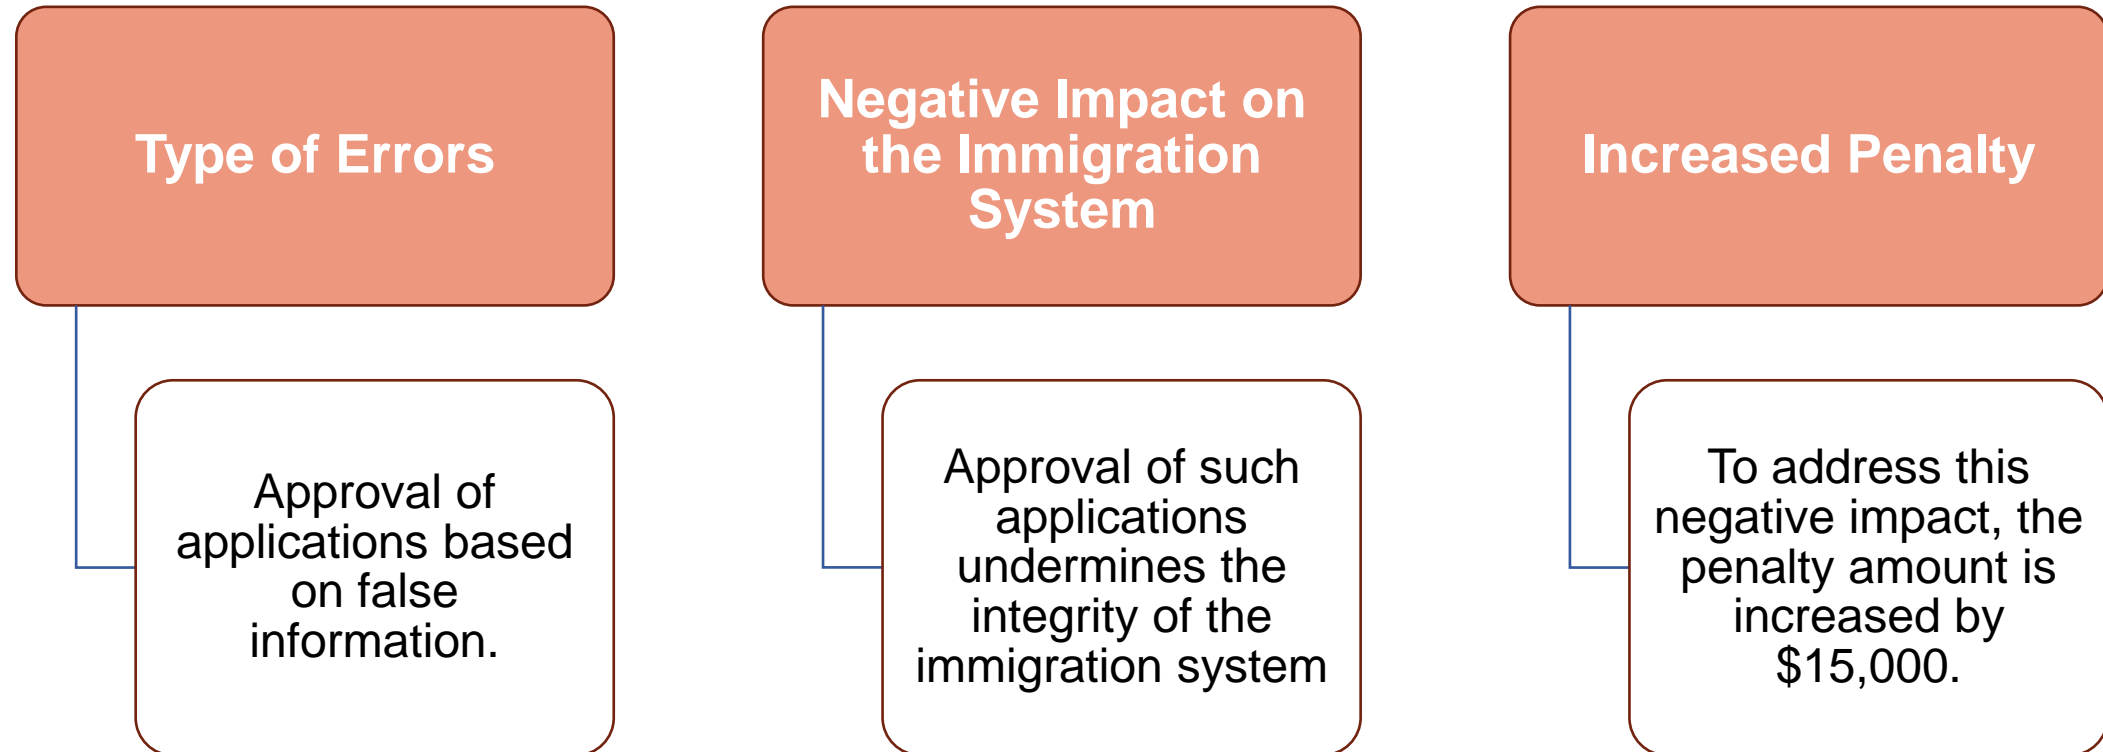 Type of Errors
Approval of
applications based
on false
information.
Negative Impact on
the Immigration
System
Approval of such
applications
undermines the
integrity of the
immigration system
Increased Penalty
To address this
negative impact, the
penalty amount is
increased by
$15,000.